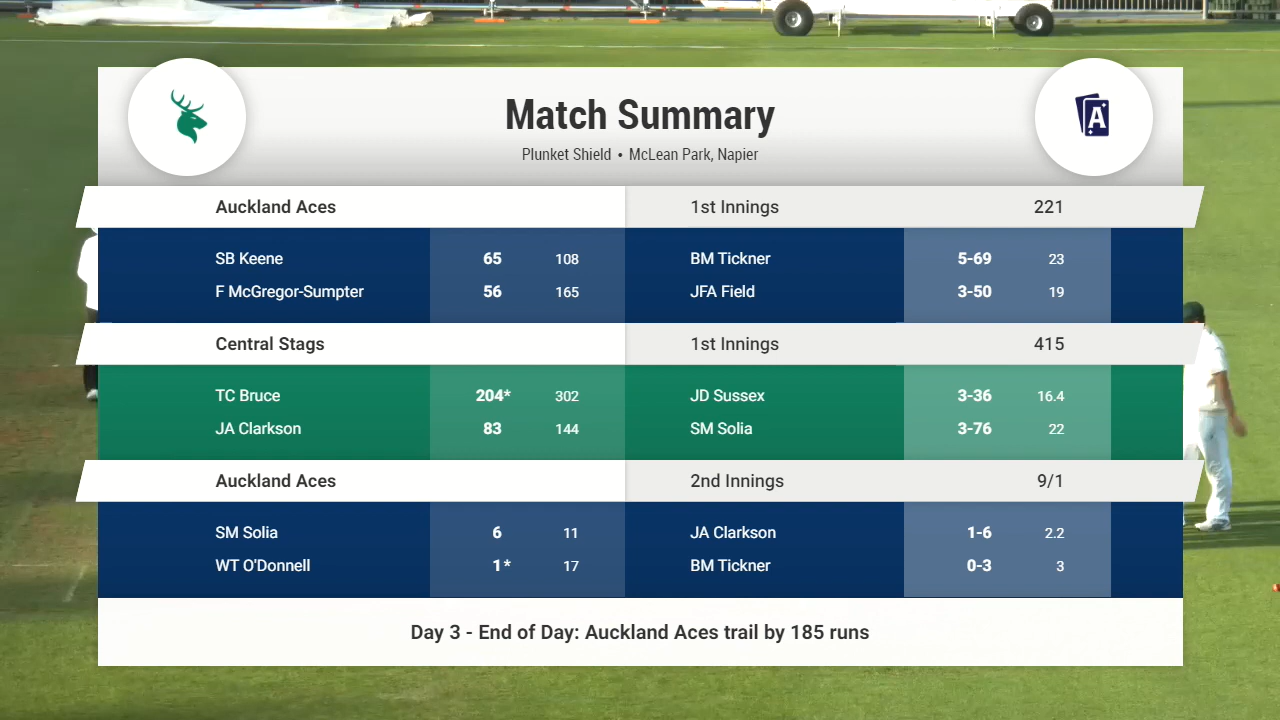 Match Summary
Plunket Shield • McLean Park, Napier
A
Auckland Aces 1st Innings 221
SB Keene 65 108 BM Tickner 5-69 23
F McGregor-Sumpter 56 165 JFA Field 3-50 19
Central Stags 1st Innings 415
TC Bruce 204* 302 JD Sussex 3-36 16.4
JA Clarkson 83 144 SM Solia 3-76 22
Auckland Aces 2nd Innings 9/1
SM Solia 6 11 JA Clarkson 1-6 2.2
WT O'Donnell 1* 17 BM Tickner 0-3 3
Day 3 - End of Day: Auckland Aces trail by 185 runs